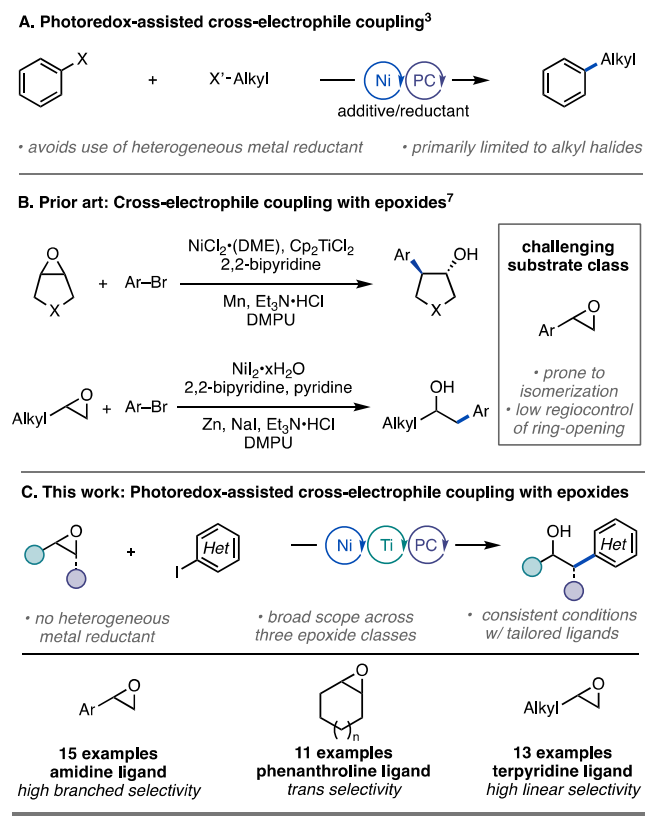 A. Photoredox-assisted cross-electrophile coupling³
X
+
X'-Alkyl
Ni PC
additive/reductant
Alkyl
• avoids use of heterogeneous metal reductant
• primarily limited to alkyl halides
B. Prior art: Cross-electrophile coupling with epoxides⁷
O
X
+
Ar–Br
NiCl₂•(DME), Cp₂TiCl₂
2,2-bipyridine
Mn, Et₃N•HCl
DMPU
Ar
OH
X
Alkyl
O
+
Ar–Br
NiI₂•xH₂O
2,2-bipyridine, pyridine
Zn, NaI, Et₃N•HCl
DMPU
OH
Alkyl
Ar
challenging
substrate class
Ar
O
• prone to
isomerization
• low regiocontrol
of ring-opening
C. This work: Photoredox-assisted cross-electrophile coupling with epoxides
O
+
I
Het
Ni Ti PC
OH
Het
• no heterogeneous
metal reductant
• broad scope across
three epoxide classes
• consistent conditions
w/ tailored ligands
Ar
O
15 examples
amidine ligand
high branched selectivity
O
( )n
11 examples
phenanthroline ligand
trans selectivity
Alkyl
O
13 examples
terpyridine ligand
high linear selectivity